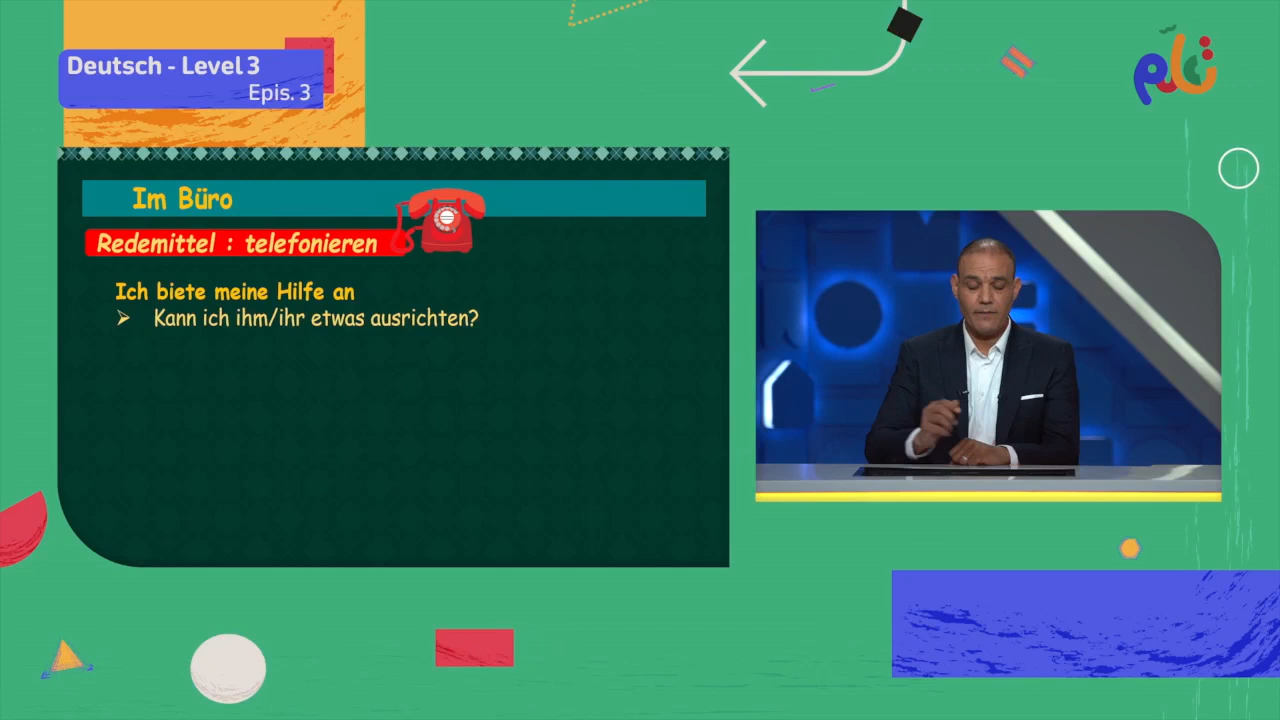 Deutsch - Level 3
Epis. 3
Im Büro
Redemittel : telefonieren
Ich biete meine Hilfe an
➢ Kann ich ihm/ihr etwas ausrichten?